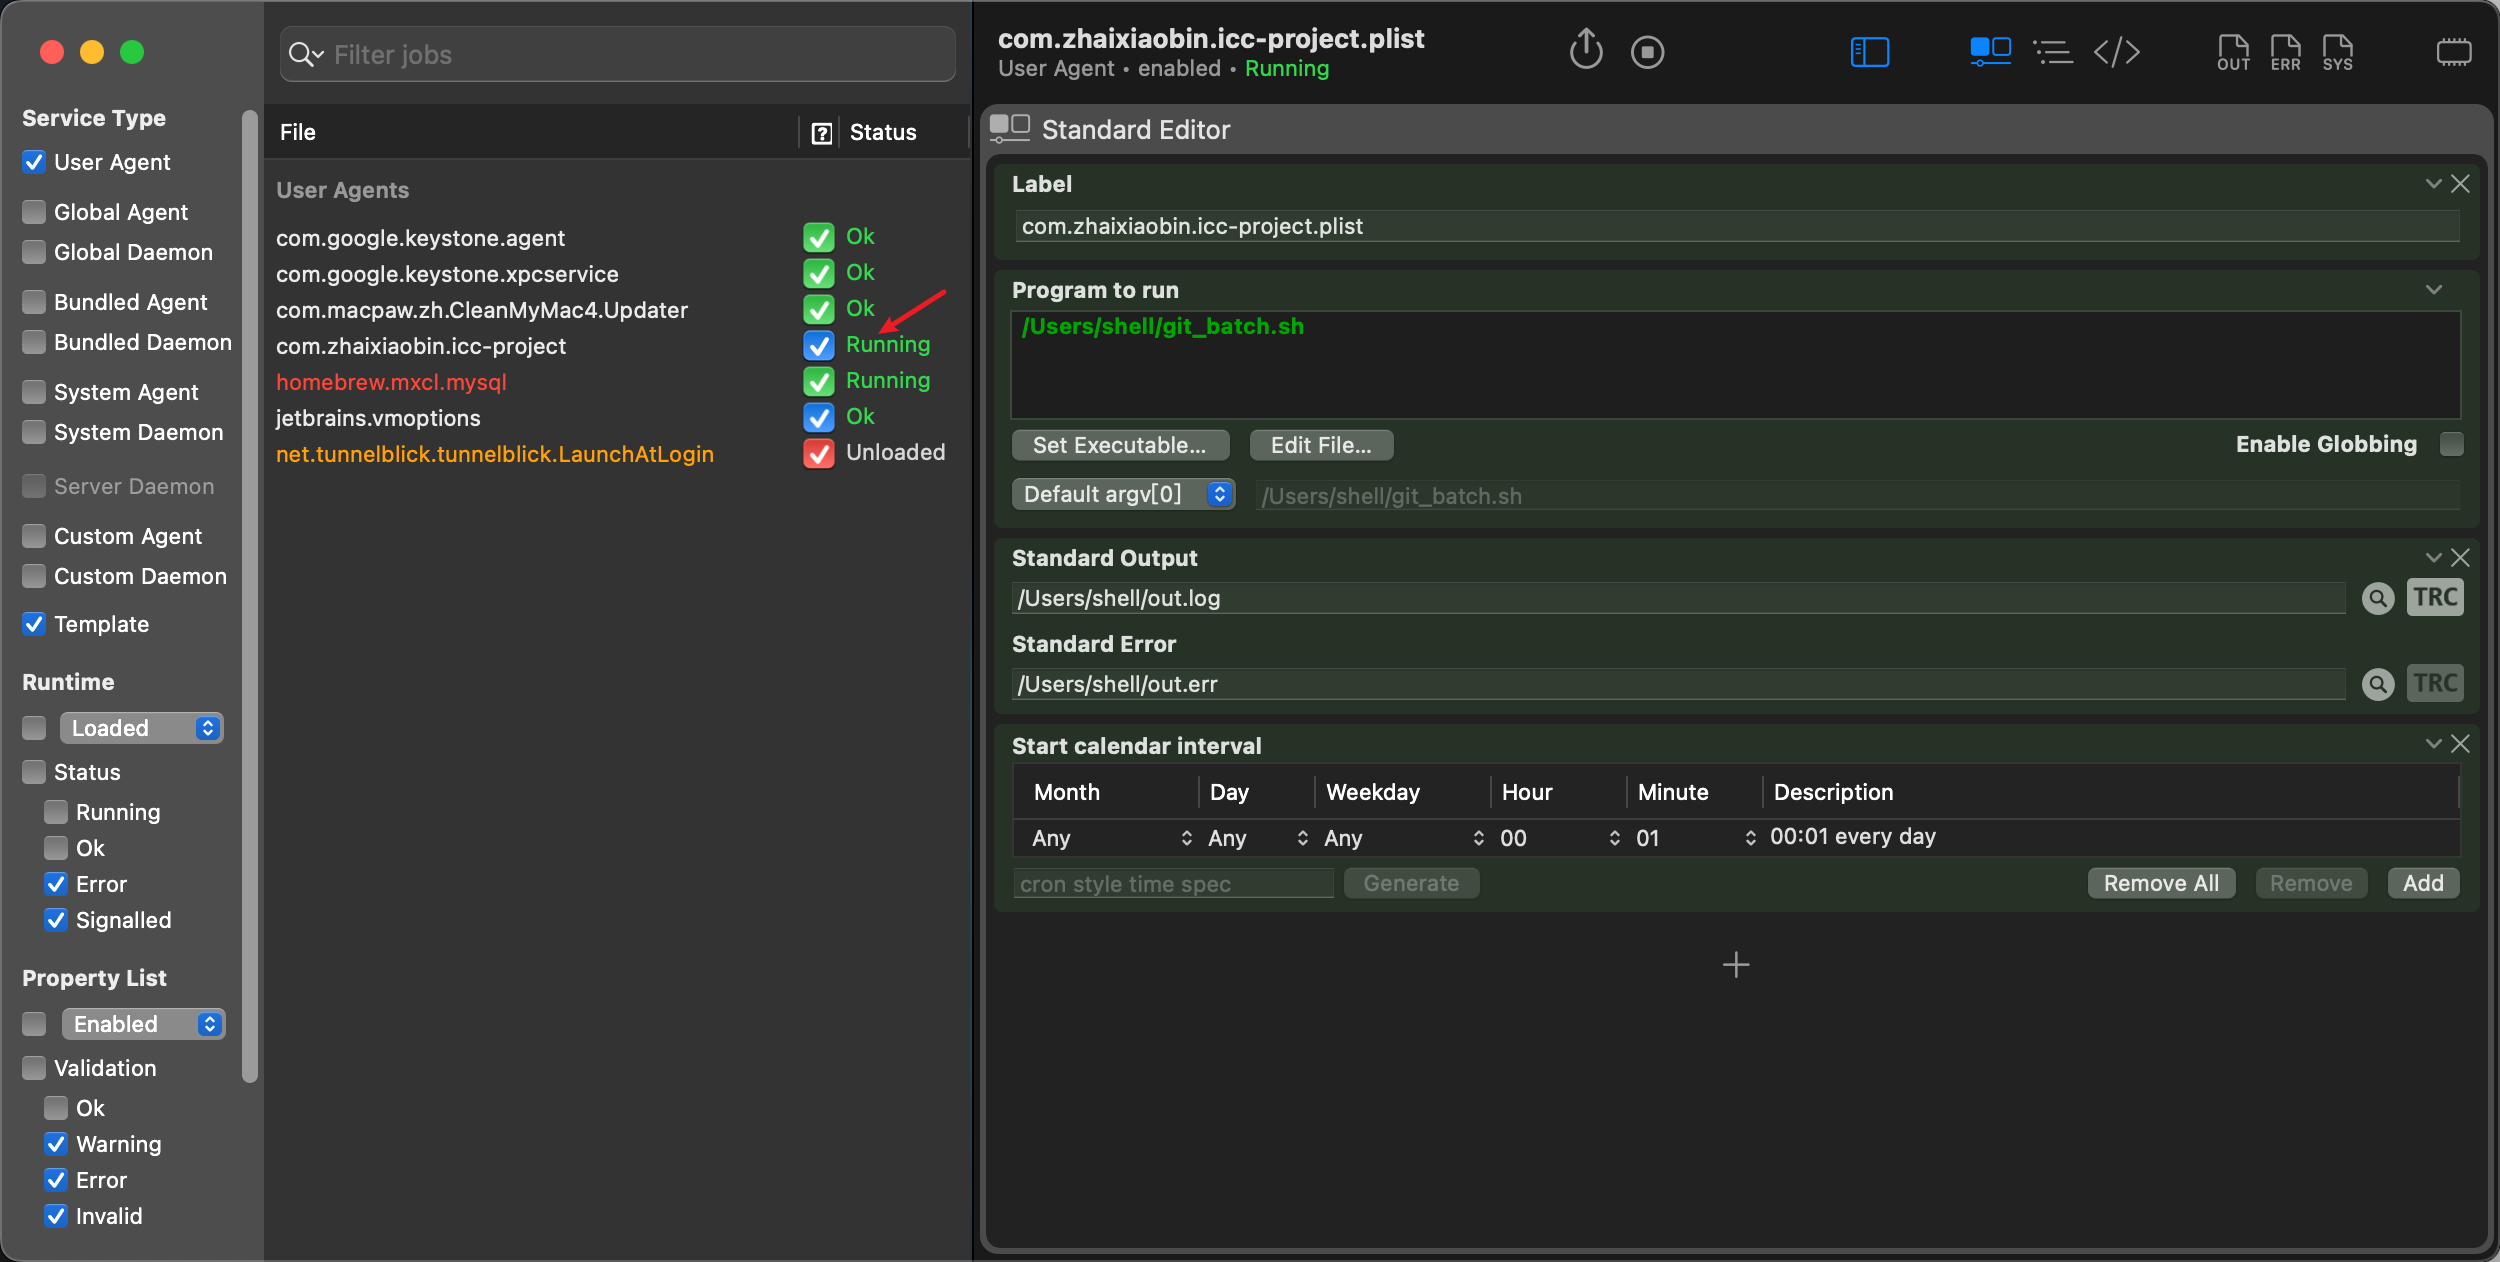 Service Type
User Agent
Global Agent
Global Daemon
Bundled Agent
Bundled Daemon
System Agent
System Daemon
Server Daemon
Custom Agent
Custom Daemon
Template
Runtime
Loaded
Status
Running
Ok
Error
Signalled
Property List
Enabled
Validation
Ok
Warning
Error
Invalid
Filter jobs
File ? Status
User Agents
com.google.keystone.agent Ok
com.google.keystone.xpcservice Ok
com.macpaw.zh.CleanMyMac4.Updater Ok
com.zhaixiaobin.icc-project Running
homebrew.mxcl.mysql Running
jetbrains.vmoptions Ok
net.tunnelblick.tunnelblick.LaunchAtLogin Unloaded
com.zhaixiaobin.icc-project.plist
User Agent • enabled • Running
OUT ERR SYS
Standard Editor
Label
com.zhaixiaobin.icc-project.plist
Program to run
/Users/shell/git_batch.sh
Set Executable... Edit File... Enable Globbing
Default argv[0] /Users/shell/git_batch.sh
Standard Output
/Users/shell/out.log TRC
Standard Error
/Users/shell/out.err TRC
Start calendar interval
Month Day Weekday Hour Minute Description
Any Any Any 00 01 00:01 every day
cron style time spec Generate Remove All Remove Add